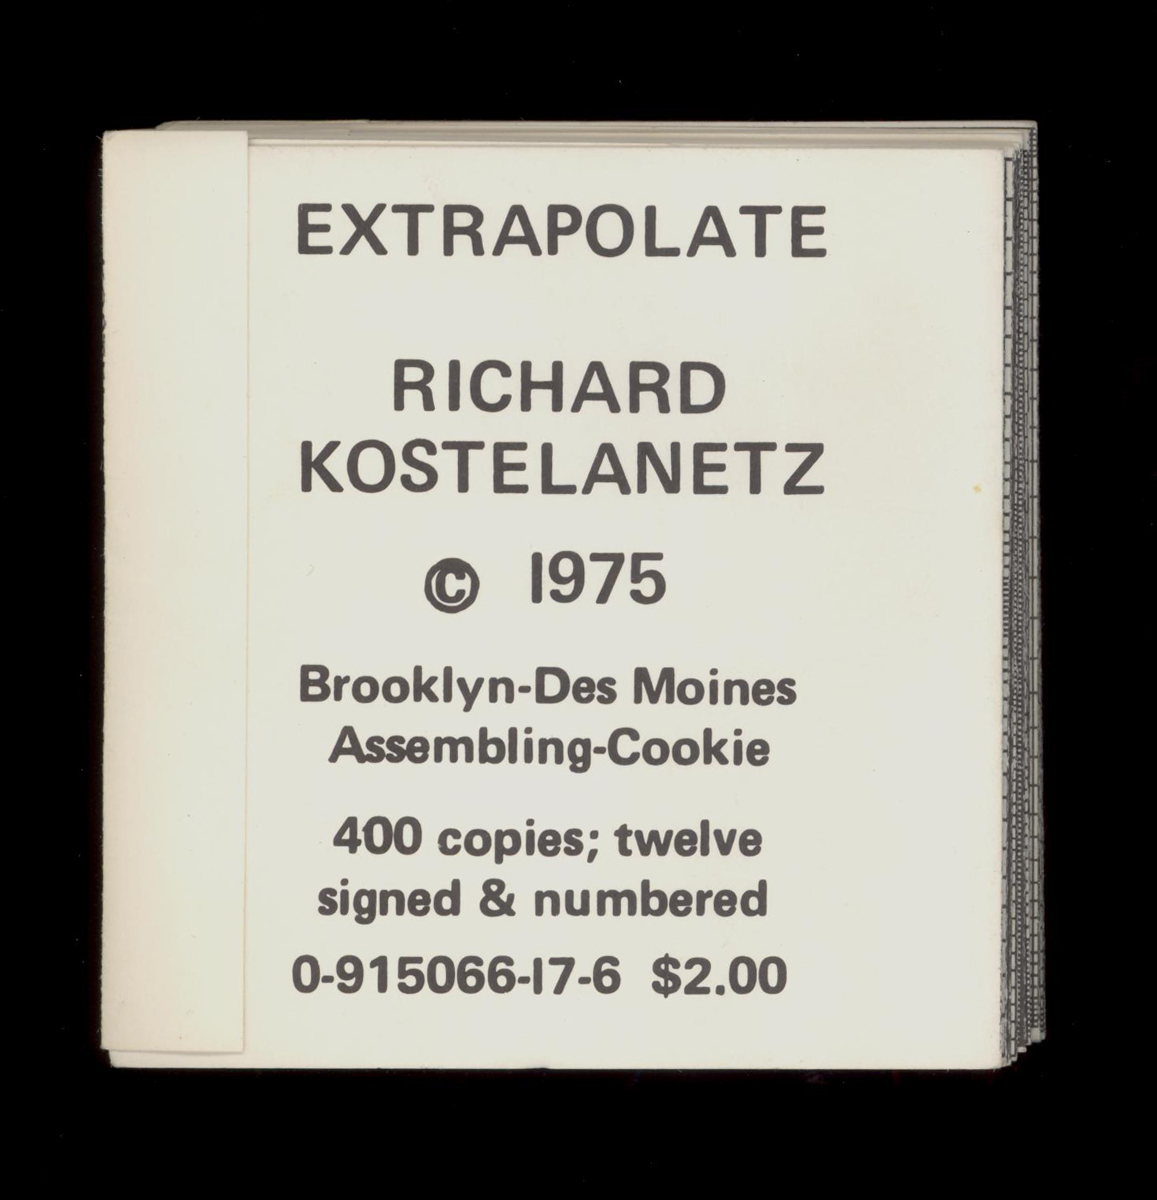 EXTRAPOLATE
RICHARD
KOSTELANETZ
© 1975
Brooklyn-Des Moines
Assembling-Cookie
400 copies; twelve
signed & numbered
0-915066-17-6 $2.00